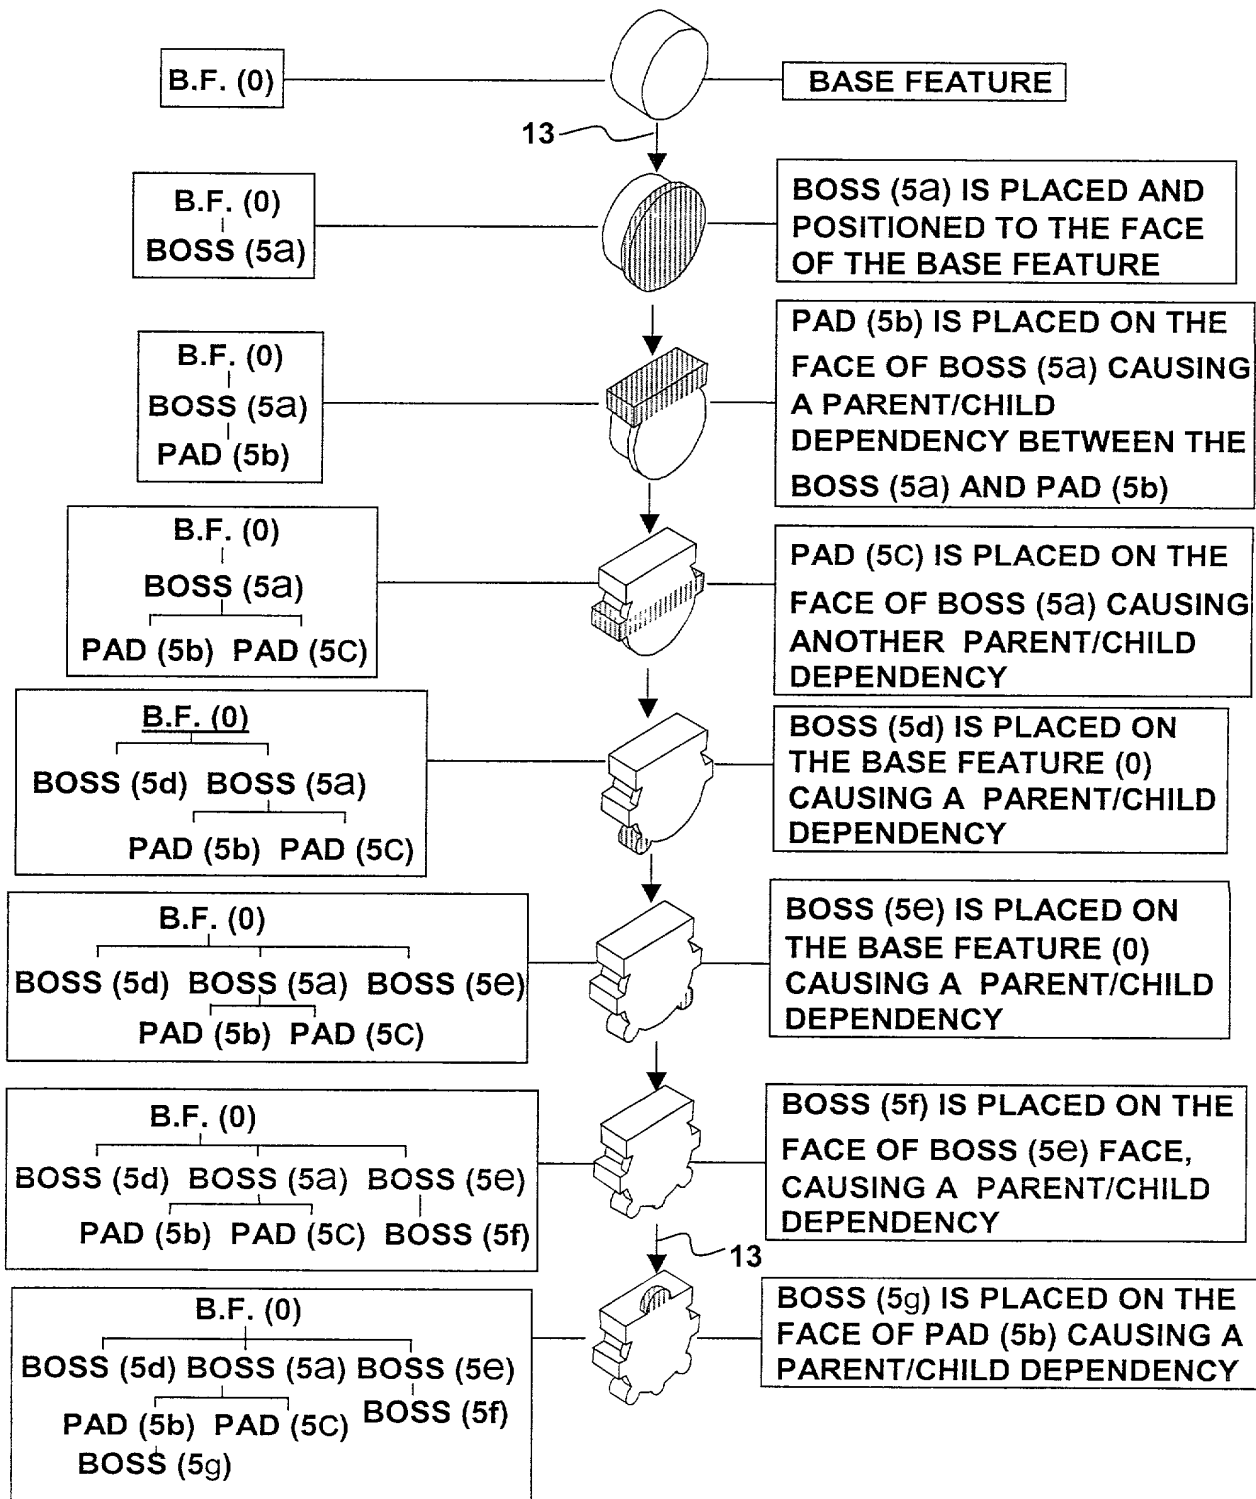 B.F. (0)
BASE FEATURE
13
B.F. (0)
BOSS (5a)
BOSS (5a) IS PLACED AND
POSITIONED TO THE FACE
OF THE BASE FEATURE
B.F. (0)
BOSS (5a)
PAD (5b)
PAD (5b) IS PLACED ON THE
FACE OF BOSS (5a) CAUSING
A PARENT/CHILD
DEPENDENCY BETWEEN THE
BOSS (5a) AND PAD (5b)
B.F. (0)
BOSS (5a)
PAD (5b) PAD (5C)
PAD (5C) IS PLACED ON THE
FACE OF BOSS (5a) CAUSING
ANOTHER PARENT/CHILD
DEPENDENCY
B.F. (0)
BOSS (5d) BOSS (5a)
PAD (5b) PAD (5C)
BOSS (5d) IS PLACED ON
THE BASE FEATURE (0)
CAUSING A PARENT/CHILD
DEPENDENCY
B.F. (0)
BOSS (5d) BOSS (5a) BOSS (5e)
PAD (5b) PAD (5C)
BOSS (5e) IS PLACED ON
THE BASE FEATURE (0)
CAUSING A PARENT/CHILD
DEPENDENCY
B.F. (0)
BOSS (5d) BOSS (5a) BOSS (5e)
PAD (5b) PAD (5C) BOSS (5f)
BOSS (5f) IS PLACED ON THE
FACE OF BOSS (5e) FACE,
CAUSING A PARENT/CHILD
DEPENDENCY
13
B.F. (0)
BOSS (5d) BOSS (5a) BOSS (5e)
PAD (5b) PAD (5C) BOSS (5f)
BOSS (5g)
BOSS (5g) IS PLACED ON THE
FACE OF PAD (5b) CAUSING A
PARENT/CHILD DEPENDENCY